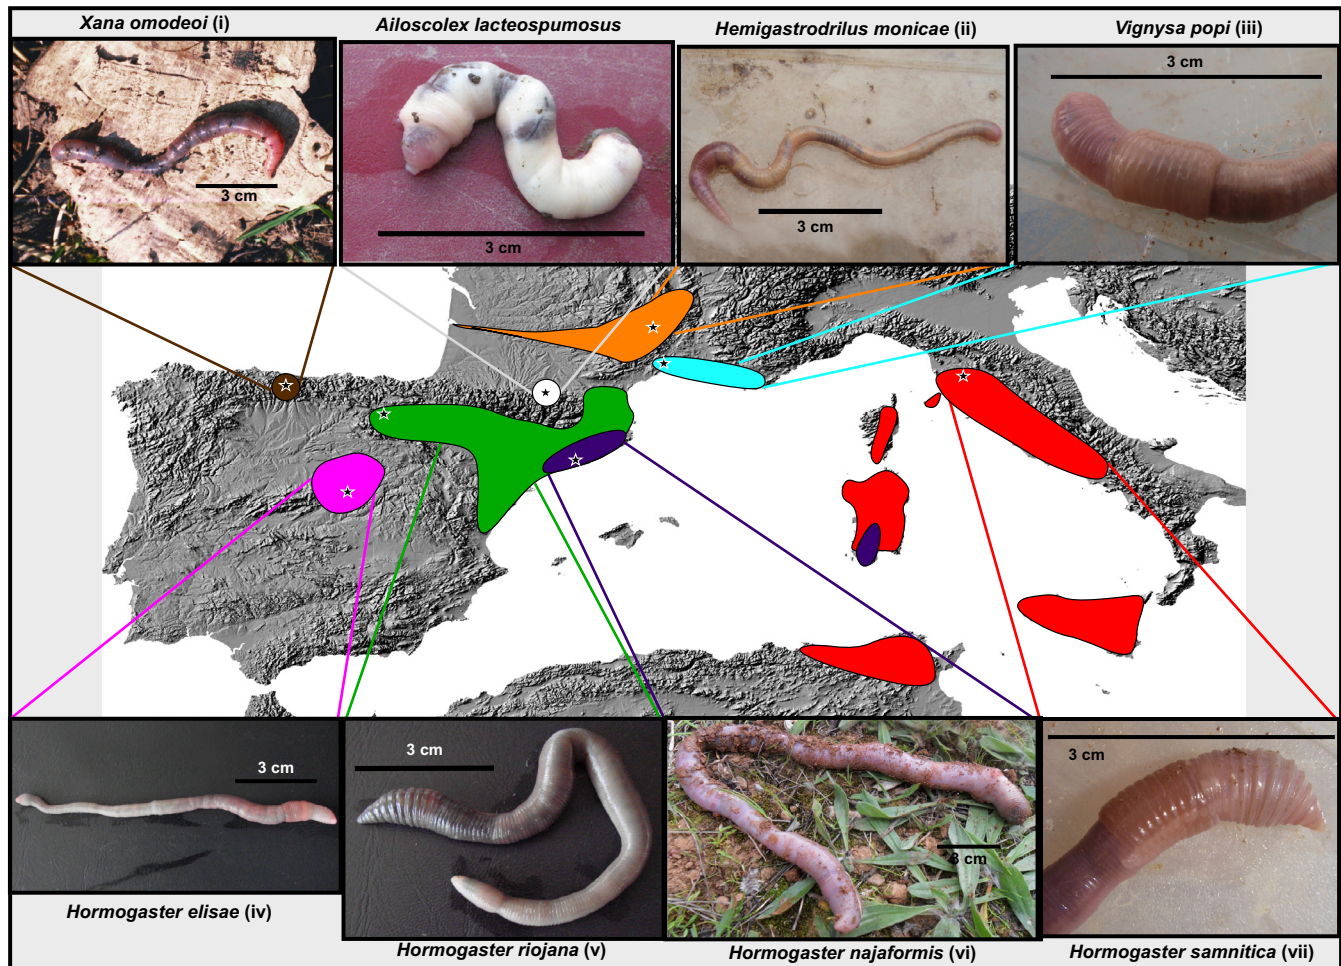 Xana omodeoi (i)
Ailoscolex lacteospumosus
Hemigastrodrilus monicae (ii)
Vignysa popi (iii)
3 cm
3 cm
3 cm
3 cm
3 cm
3 cm
3 cm
3 cm
Hormogaster elisae (iv)
Hormogaster riojana (v)
Hormogaster najaformis (vi)
Hormogaster samnitica (vii)